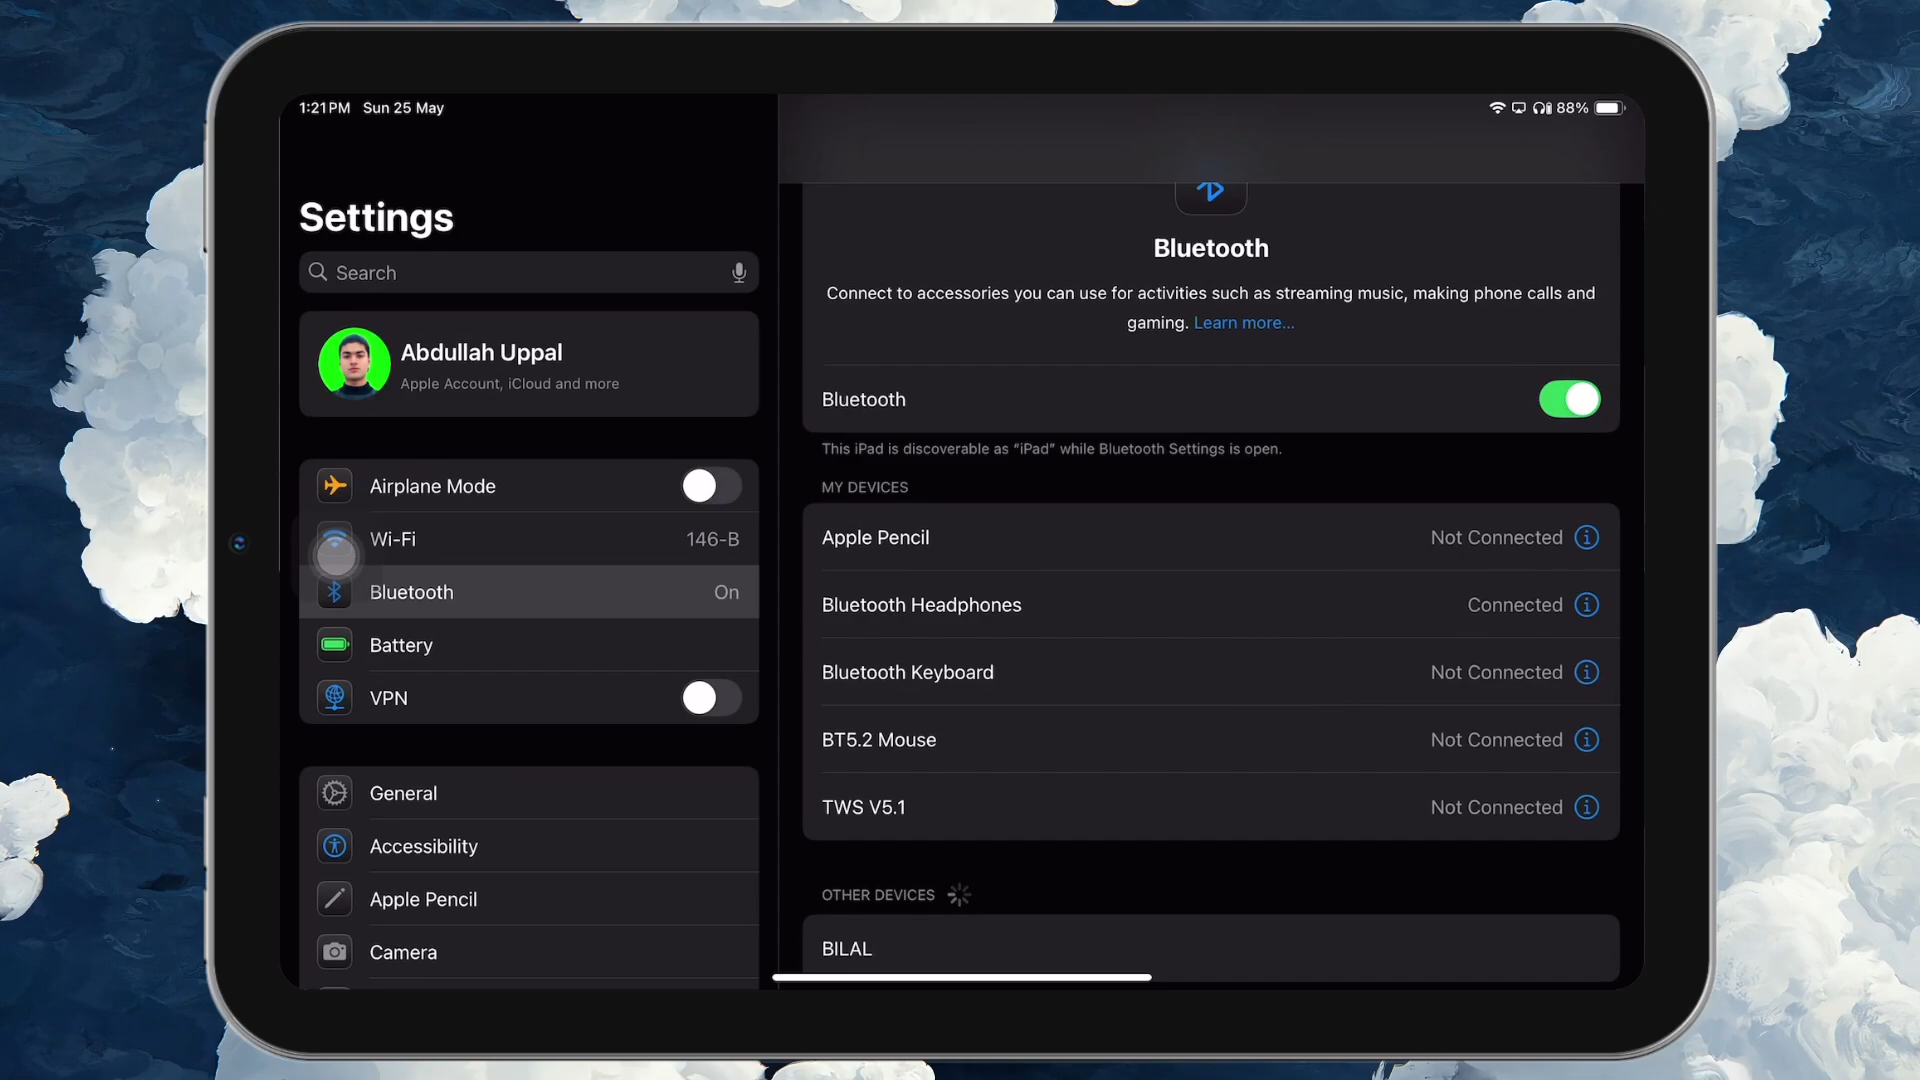 1:21 PM Sun 25 May
88%
Settings
Search
Abdullah Uppal
Apple Account, iCloud and more
Airplane Mode
Wi-Fi 146-B
Bluetooth On
Battery
VPN
General
Accessibility
Apple Pencil
Camera
Bluetooth
Connect to accessories you can use for activities such as streaming music, making phone calls and
gaming. Learn more...
Bluetooth
This iPad is discoverable as “iPad” while Bluetooth Settings is open.
MY DEVICES
Apple Pencil Not Connected
Bluetooth Headphones Connected
Bluetooth Keyboard Not Connected
BT5.2 Mouse Not Connected
TWS V5.1 Not Connected
OTHER DEVICES
BILAL